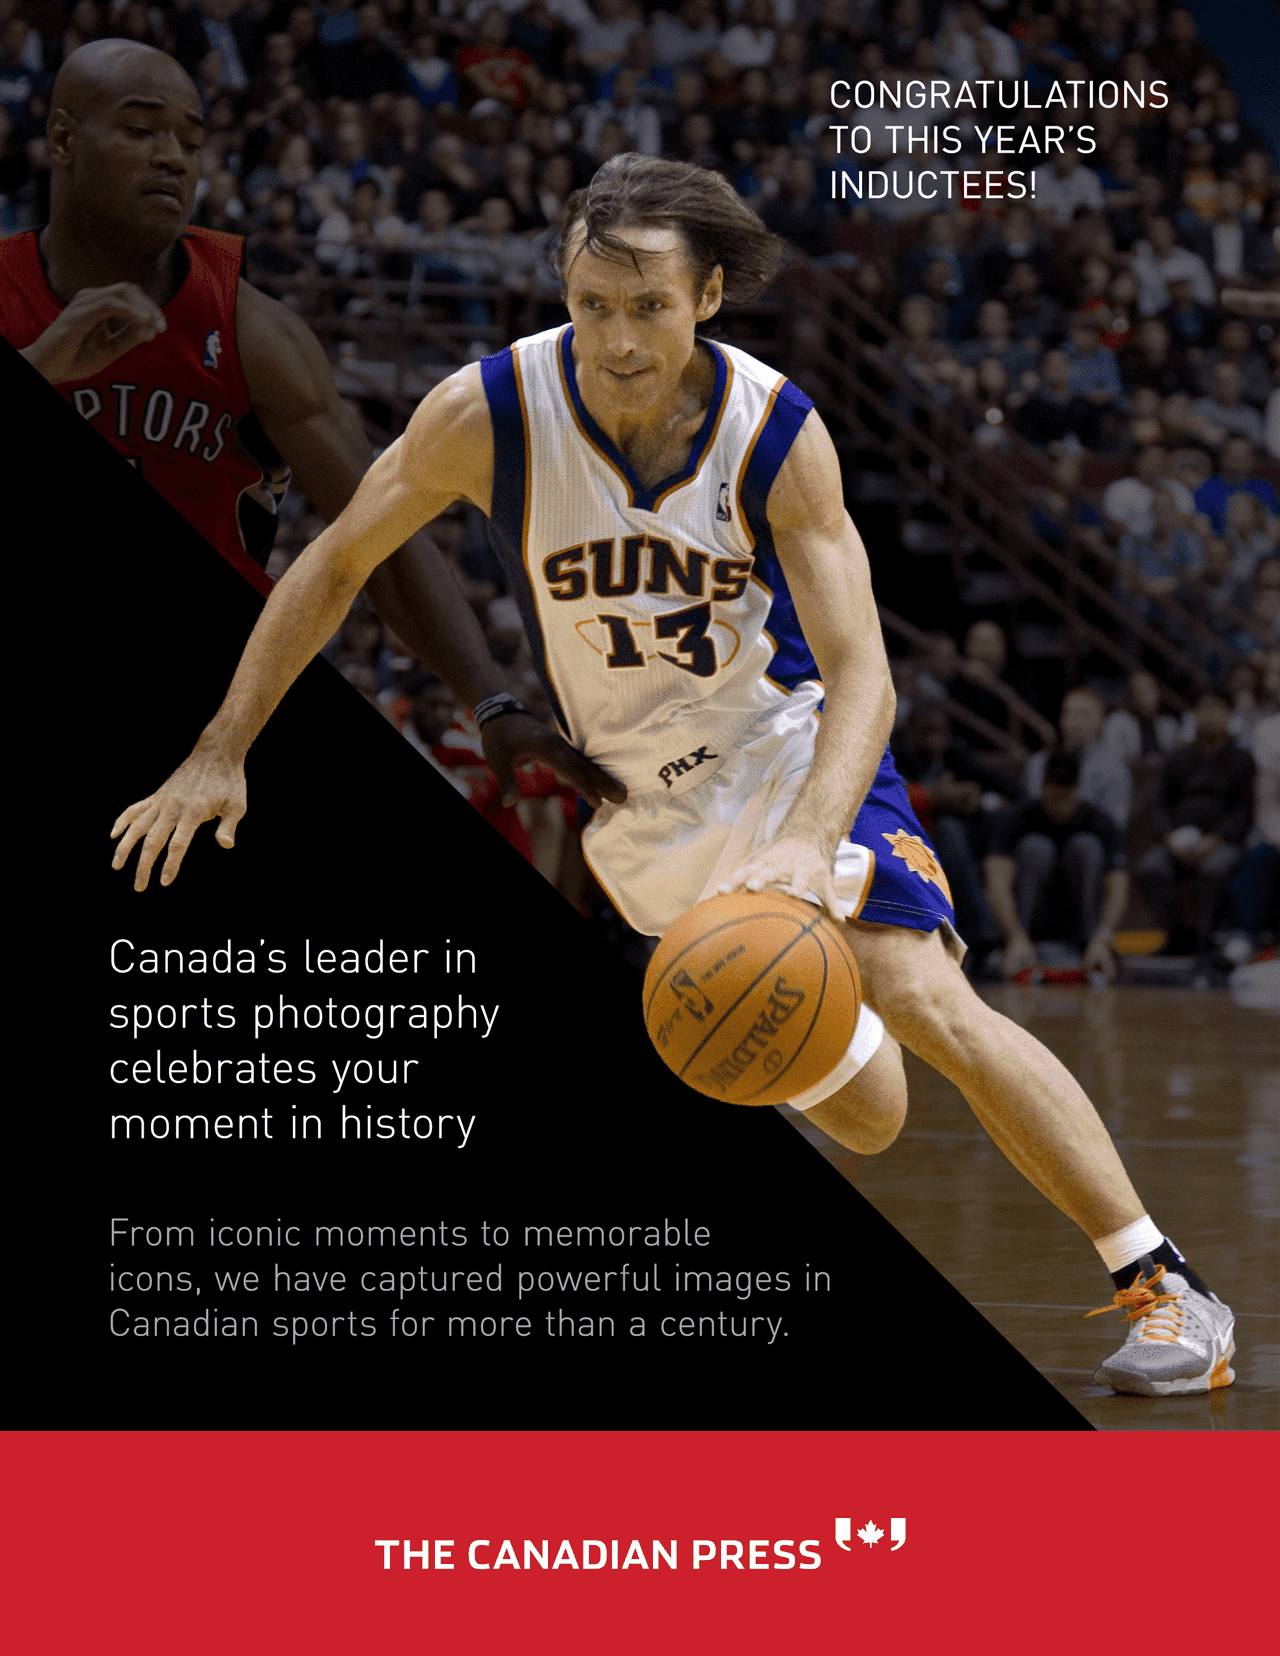 CONGRATULATIONS
TO THIS YEAR’S
INDUCTEES!
PTORS
SUNS
13
PHX
SPALDING
Canada’s leader in
sports photography
celebrates your
moment in history
From iconic moments to memorable
icons, we have captured powerful images in
Canadian sports for more than a century.
THE CANADIAN PRESS